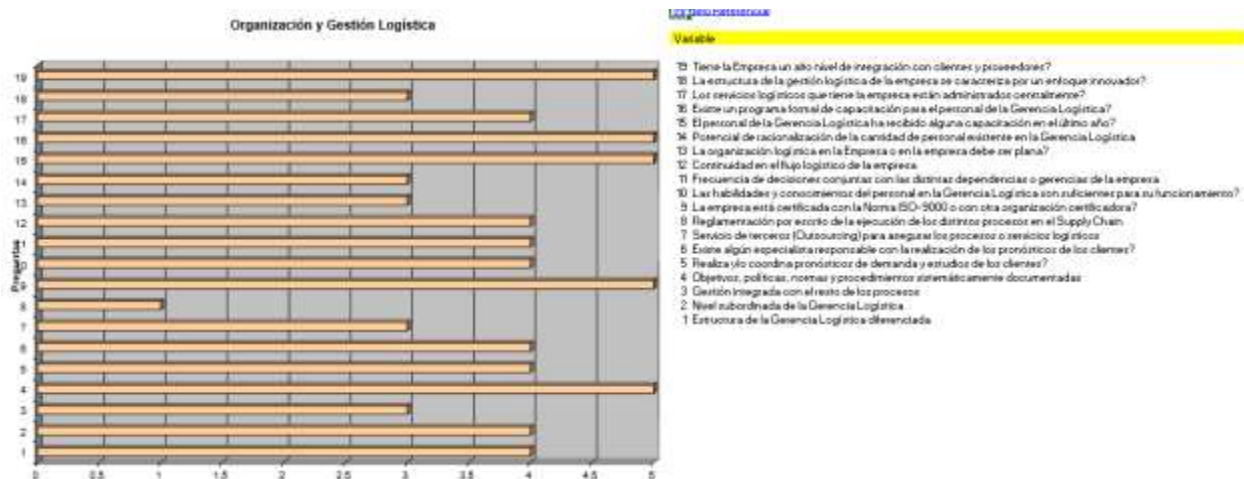 Organización y Gestión Logística
Preguntas
19
18
17
16
15
14
13
12
11
10
9
8
7
6
5
4
3
2
1
0
0.5
1
1.5
2
2.5
3
3.5
4
4.5
5
Variable
19 Tiene la Empresa un alto nivel de integración con clientes y proveedores?
18 La estructura de la gestión logística de la empresa se caracteriza por un enfoque innovador?
17 Los servicios logísticos que tiene la empresa están administrados centralmente?
16 Existe un programa formal de capacitación para el personal de la Gerencia Logística?
15 El personal de la Gerencia Logística ha recibido alguna capacitación en el último año?
14 Potencial de racionalización de la cantidad de personal existente en la Gerencia Logística
13 La organización logística en la Empresa o en la empresa debe ser plana?
12 Continuidad en el flujo logístico de la empresa
11 Frecuencia de decisiones conjuntas con las distintas dependencias o gerencias de la empresa
10 Las habilidades y conocimientos del personal en la Gerencia Logística son suficientes para su funcionamiento?
9 La empresa está certificada con la Norma ISO-9000 o con otra organización certificadora?
8 Reglamentación por escrito de la ejecución de los distintos procesos en el Supply Chain
7 Servicio de terceros (Outsourcing) para asegurar los procesos o servicios logísticos
6 Existe algún especialista responsable con la realización de los pronósticos de los clientes?
5 Realiza y/o coordina pronósticos de demanda y estudios de los clientes?
4 Objetivos, políticas, normas y procedimientos sistemáticamente documentadas
3 Gestión integrada con el resto de los procesos
2 Nivel subordinada de la Gerencia Logística
1 Estructura de la Gerencia Logística diferenciada